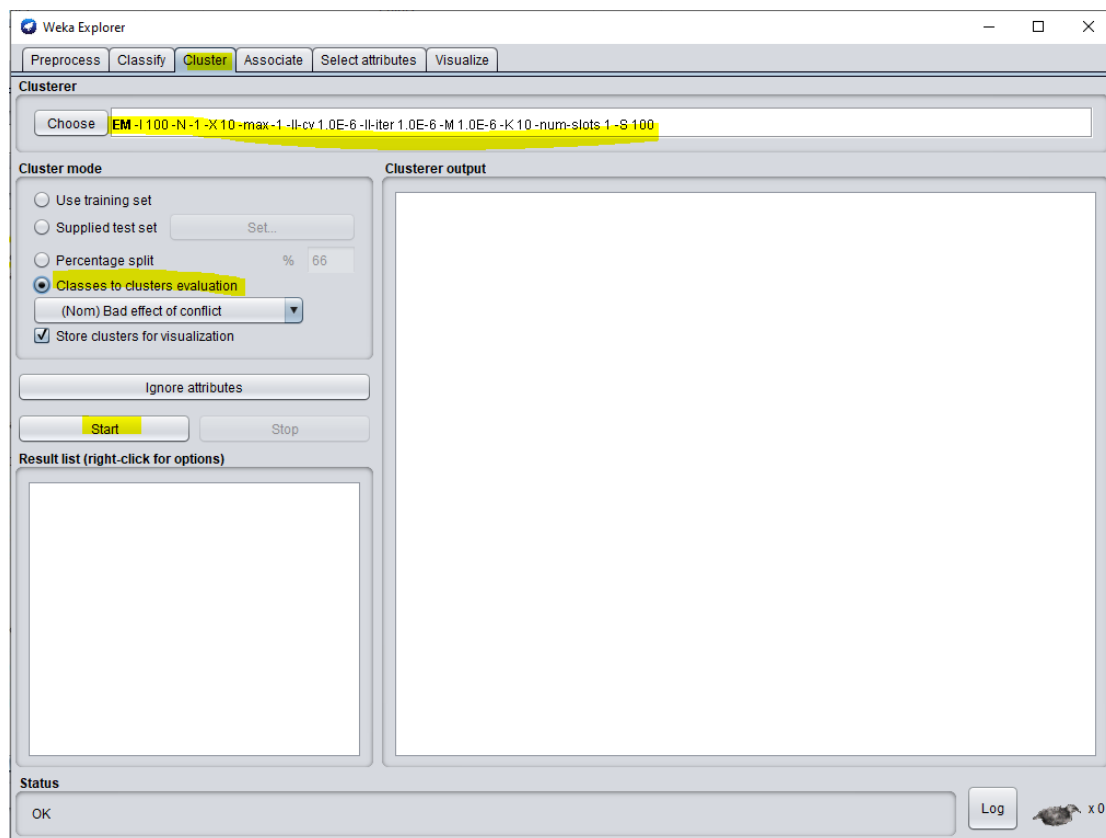 Weka Explorer
Preprocess Classify Cluster Associate Select attributes Visualize
Clusterer
Choose EM -I 100 -N -1 -X 10 -max -1 -ll-cv 1.0E-6 -ll-iter 1.0E-6 -M 1.0E-6 -K 10 -num-slots 1 -S 100
Cluster mode
Use training set
Supplied test set Set...
Percentage split % 66
Classes to clusters evaluation
(Nom) Bad effect of conflict
Store clusters for visualization
Ignore attributes
Start Stop
Result list (right-click for options)
Clusterer output
Status
OK
Log x 0